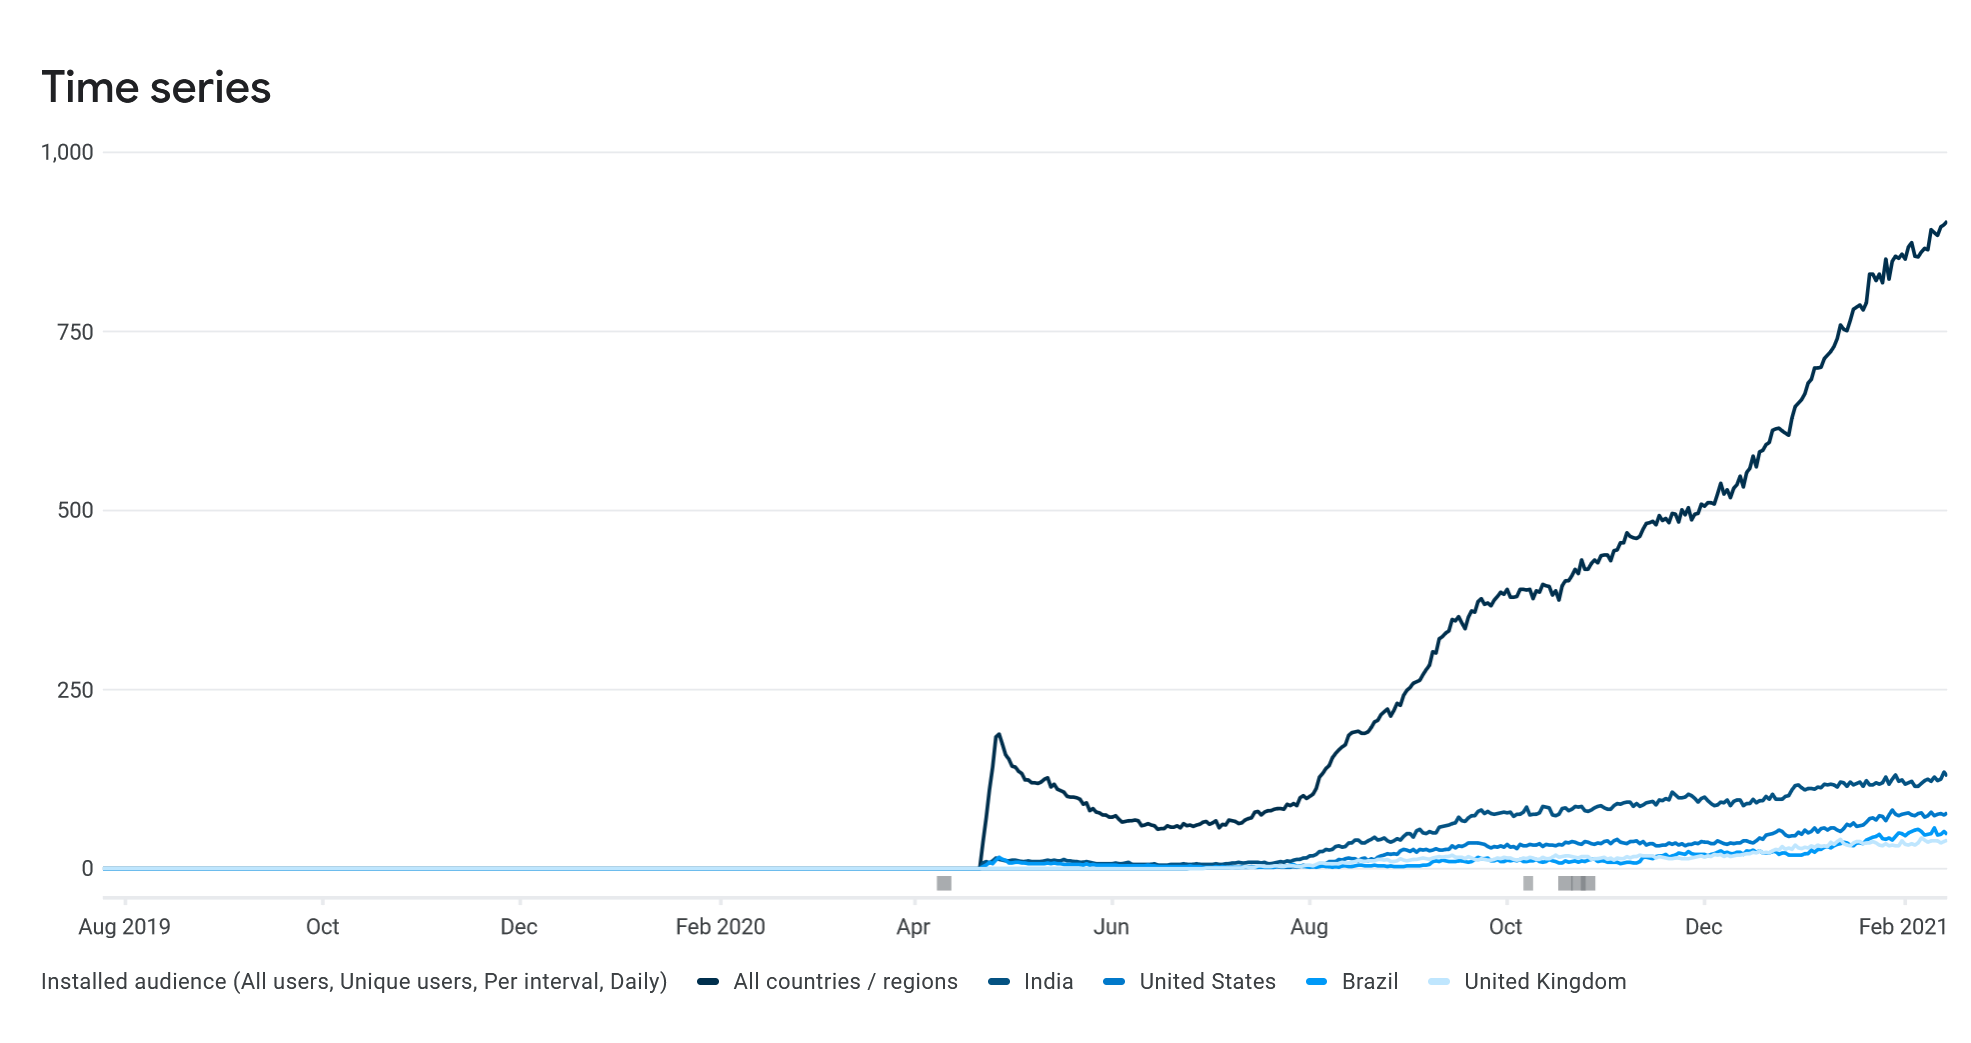 Time series
1,000
750
500
250
0
Aug 2019 Oct Dec Feb 2020 Apr Jun Aug Oct Dec Feb 2021
Installed audience (All users, Unique users, Per interval, Daily) All countries / regions India United States Brazil United Kingdom